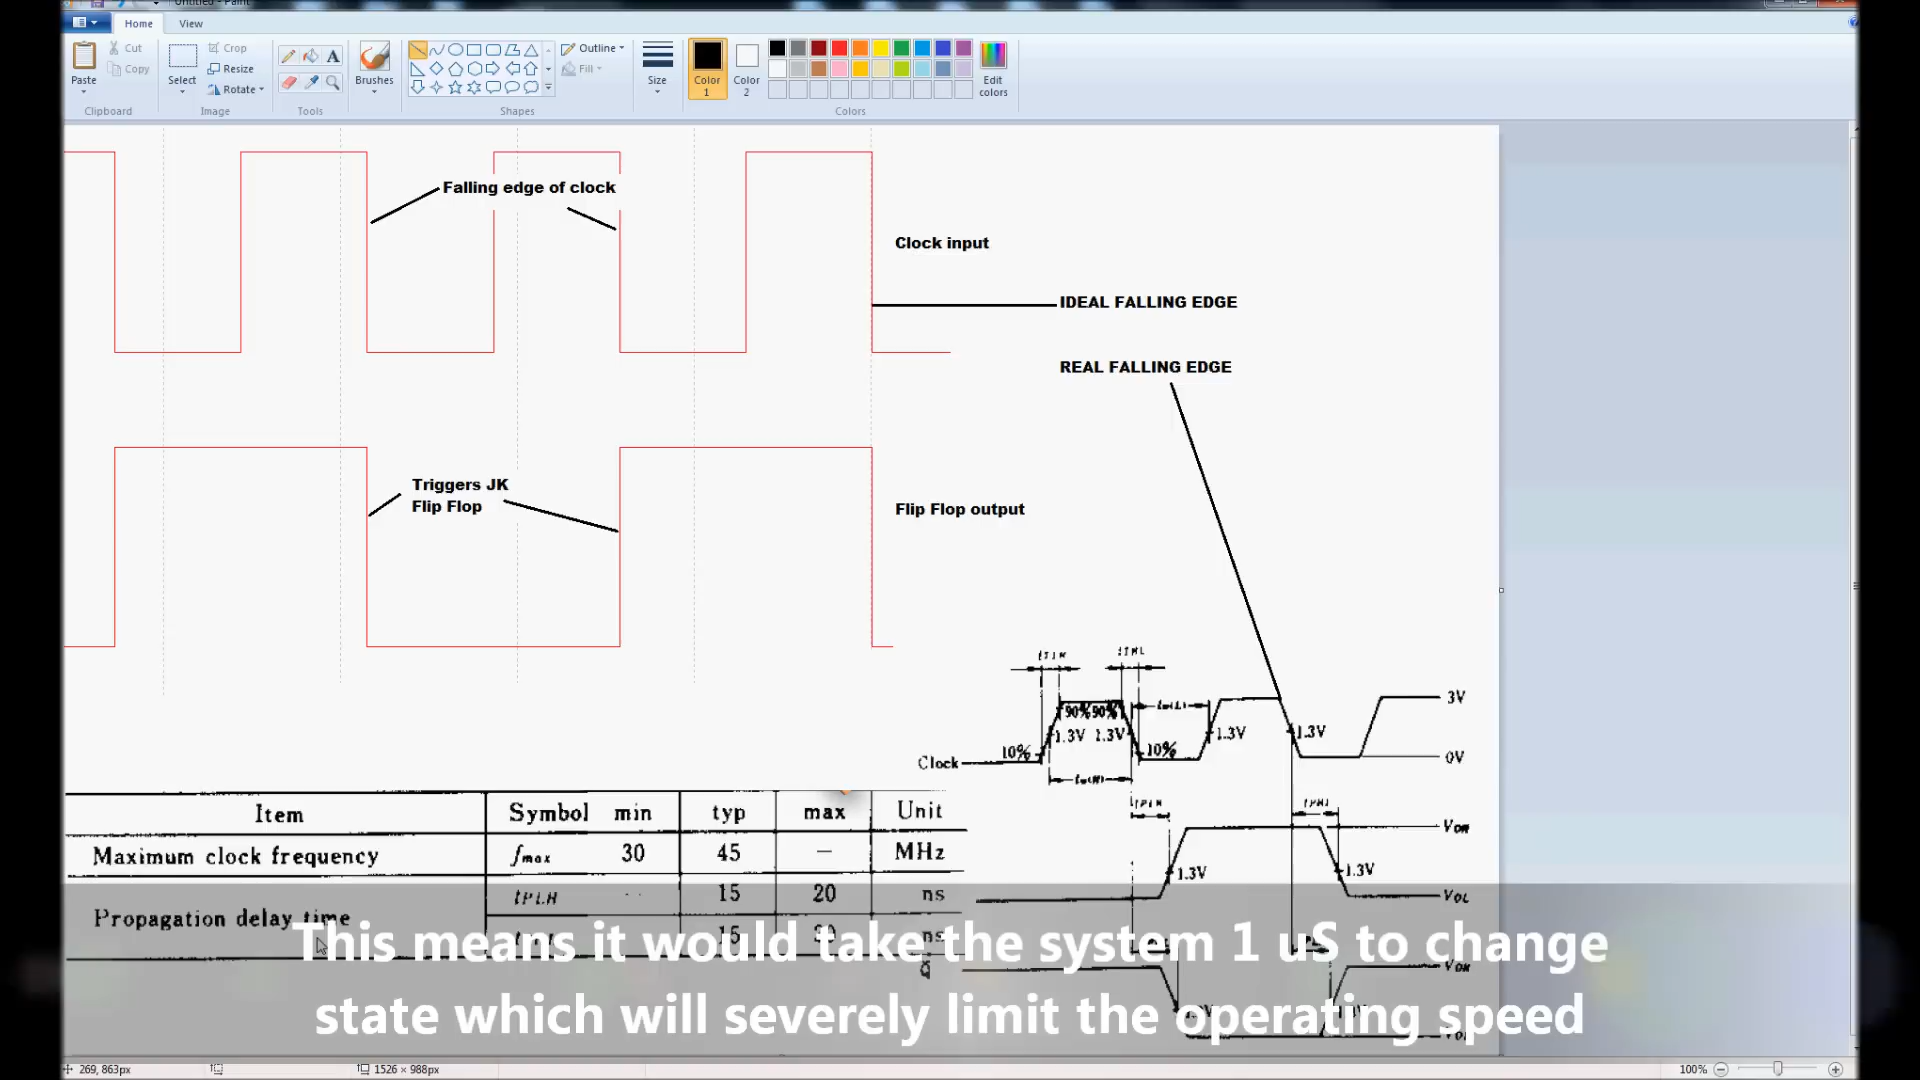 Untitled - Paint
Home View
Paste
Cut
Copy
Clipboard
Select
Crop
Resize
Rotate
Image
A
Tools
Brushes
Shapes
Outline
Fill
Size
Color
1
Color
2
Edit
colors
Colors
Falling edge of clock
Clock input
IDEAL FALLING EDGE
REAL FALLING EDGE
Triggers JK
Flip Flop
Flip Flop output
90% 90%
10% 1.3V 1.3V 10% 1.3V 1.3V
3V
0V
Clock
1.3V 1.3V
VOH
VOL
Item Symbol min typ max Unit
Maximum clock frequency fmax 30 45 — MHz
Propagation delay time tPLH 15 20 ns
15 ns
Q̄
This means it would take the system 1 uS to change
state which will severely limit the operating speed
269, 863px
1526 × 988px
100%